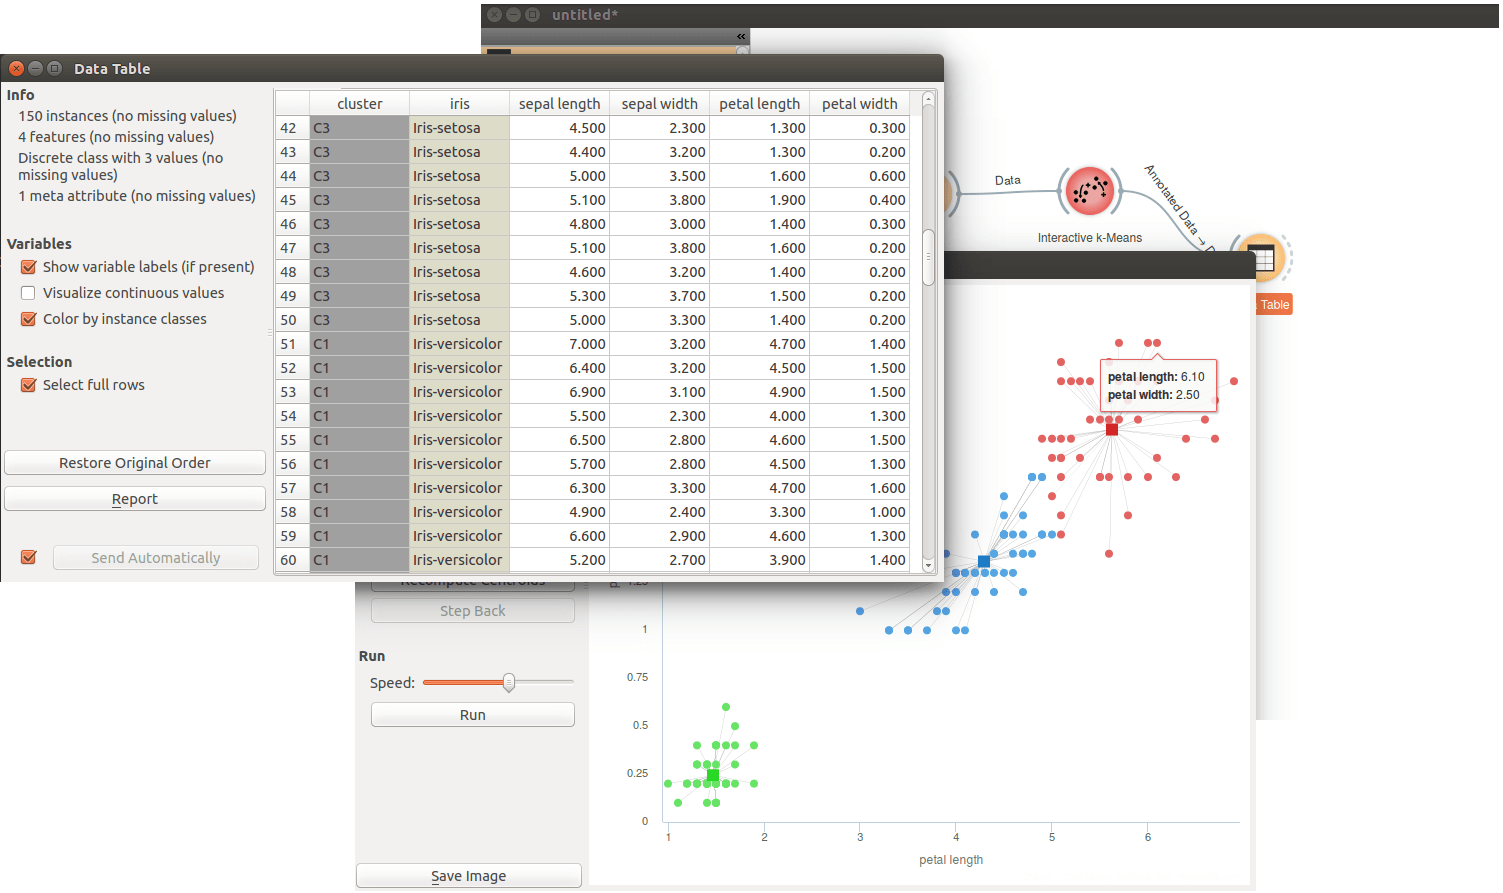 untitled*
«
Data Table
Info
150 instances (no missing values)
4 features (no missing values)
Discrete class with 3 values (no
missing values)
1 meta attribute (no missing values)
Variables
Show variable labels (if present)
Visualize continuous values
Color by instance classes
Selection
Select full rows
Restore Original Order
Report
Send Automatically
cluster iris sepal length sepal width petal length petal width
42 C3 Iris-setosa 4.500 2.300 1.300 0.300
43 C3 Iris-setosa 4.400 3.200 1.300 0.200
44 C3 Iris-setosa 5.000 3.500 1.600 0.600
45 C3 Iris-setosa 5.100 3.800 1.900 0.400
46 C3 Iris-setosa 4.800 3.000 1.400 0.300
47 C3 Iris-setosa 5.100 3.800 1.600 0.200
48 C3 Iris-setosa 4.600 3.200 1.400 0.200
49 C3 Iris-setosa 5.300 3.700 1.500 0.200
50 C3 Iris-setosa 5.000 3.300 1.400 0.200
51 C1 Iris-versicolor 7.000 3.200 4.700 1.400
52 C1 Iris-versicolor 6.400 3.200 4.500 1.500
53 C1 Iris-versicolor 6.900 3.100 4.900 1.500
54 C1 Iris-versicolor 5.500 2.300 4.000 1.300
55 C1 Iris-versicolor 6.500 2.800 4.600 1.500
56 C1 Iris-versicolor 5.700 2.800 4.500 1.300
57 C1 Iris-versicolor 6.300 3.300 4.700 1.600
58 C1 Iris-versicolor 4.900 2.400 3.300 1.000
59 C1 Iris-versicolor 6.600 2.900 4.600 1.300
60 C1 Iris-versicolor 5.200 2.700 3.900 1.400
Data
Annotated Data → D
Interactive k-Means
Table
petal length: 6.10
petal width: 2.50
Recompute Centroids
Step Back
Run
Speed:
Run
Save Image
1.25
1
0.75
0.5
0.25
0
1 2 3 4 5 6
petal length